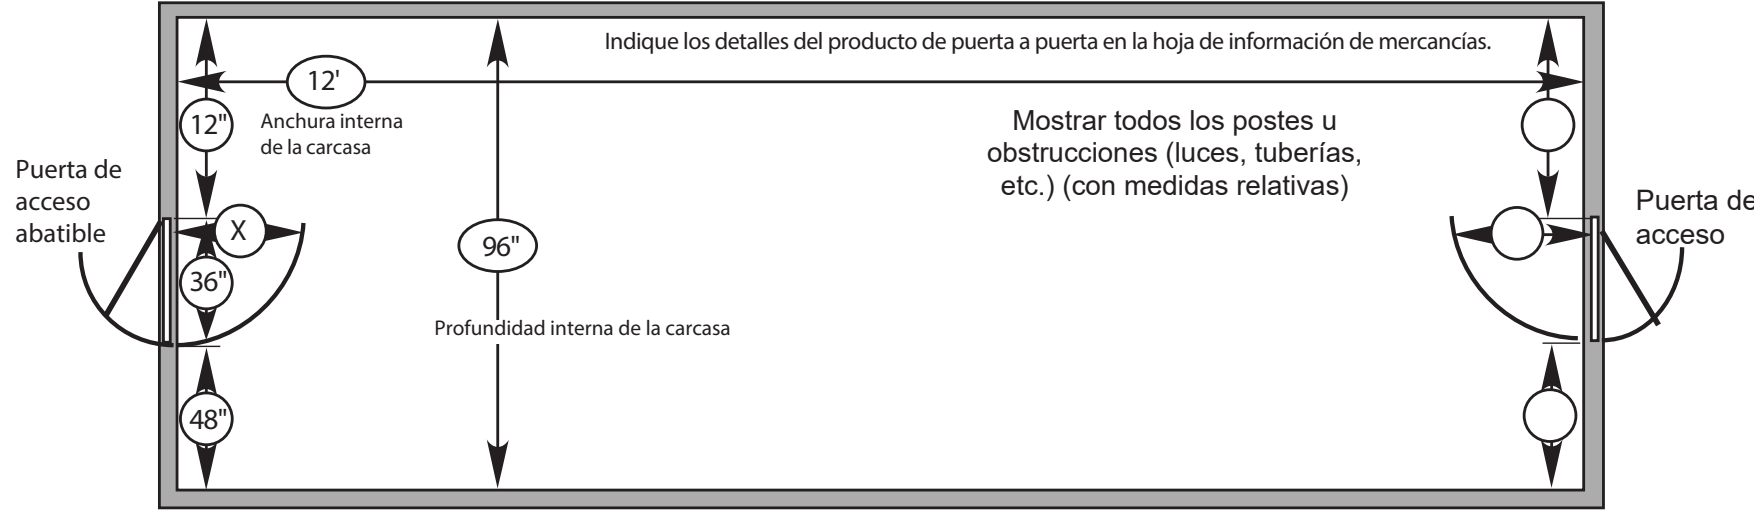 Indique los detalles del producto de puerta a puerta en la hoja de información de mercancías.
12'
12"
Anchura interna
de la carcasa
Mostrar todos los postes u
obstrucciones (luces, tuberías,
etc.) (con medidas relativas)
Puerta de
acceso
abatible
Puerta de
acceso
X
96"
36"
Profundidad interna de la carcasa
48"